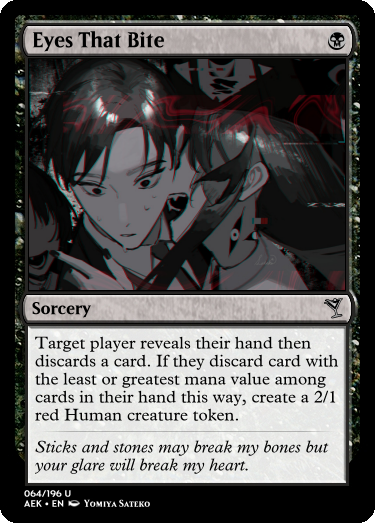 Eyes That Bite
Sorcery
Target player reveals their hand then
discards a card. If they discard card with
the least or greatest mana value among
cards in their hand this way, create a 2/1
red Human creature token.
Sticks and stones may break my bones but
your glare will break my heart.
064/196 U
AEK • EN Yomiya Sateko